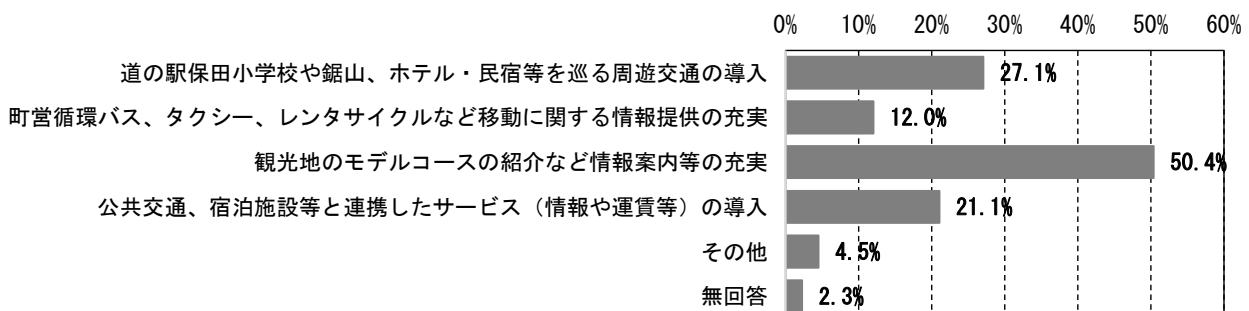 0% 10% 20% 30% 40% 50% 60%
道の駅保田小学校や鋸山、ホテル・民宿等を巡る周遊交通の導入 27.1%
町営循環バス、タクシー、レンタサイクルなど移動に関する情報提供の充実 12.0%
観光地のモデルコースの紹介など情報案内等の充実 50.4%
公共交通、宿泊施設等と連携したサービス（情報や運賃等）の導入 21.1%
その他 4.5%
無回答 2.3%